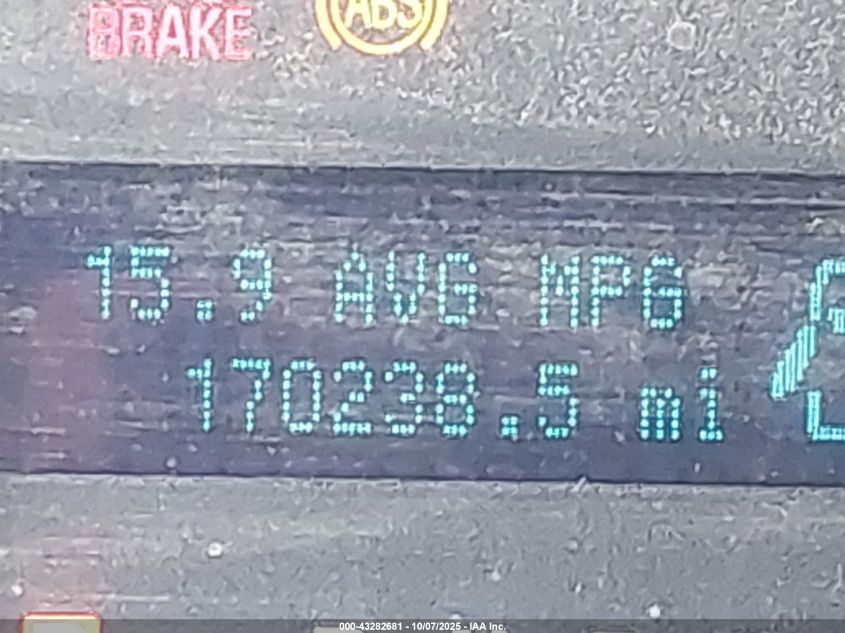 BRAKE
ABS
15.9 AVG MPG
170238.5 mi
000-43282681 - 10/07/2025 - IAA Inc.